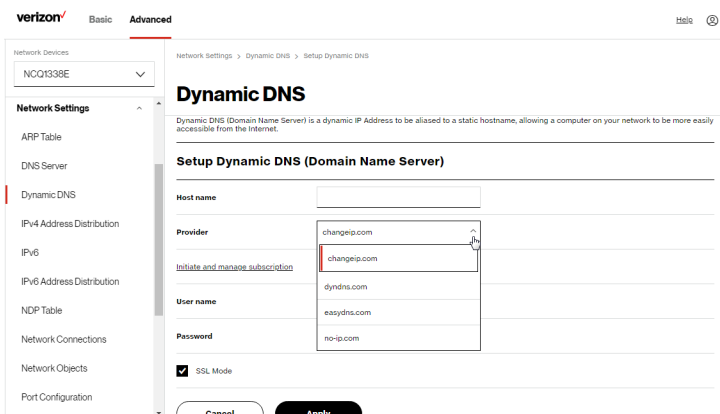 verizon
Basic
Advanced
Help
Network Devices
NCQ1338E
Network Settings
ARP Table
DNS Server
Dynamic DNS
IPv4 Address Distribution
IPv6
IPv6 Address Distribution
NDP Table
Network Connections
Network Objects
Port Configuration
Network Settings > Dynamic DNS > Setup Dynamic DNS
Dynamic DNS
Dynamic DNS (Domain Name Server) is a dynamic IP Address to be aliased to a static hostname, allowing a computer on your network to be more easily
accessible from the Internet.
Setup Dynamic DNS (Domain Name Server)
Host name
Provider
changeip.com
changeip.com
dyndns.com
easydns.com
no-ip.com
Initiate and manage subscription
User name
Password
SSL Mode
Cancel
Apply